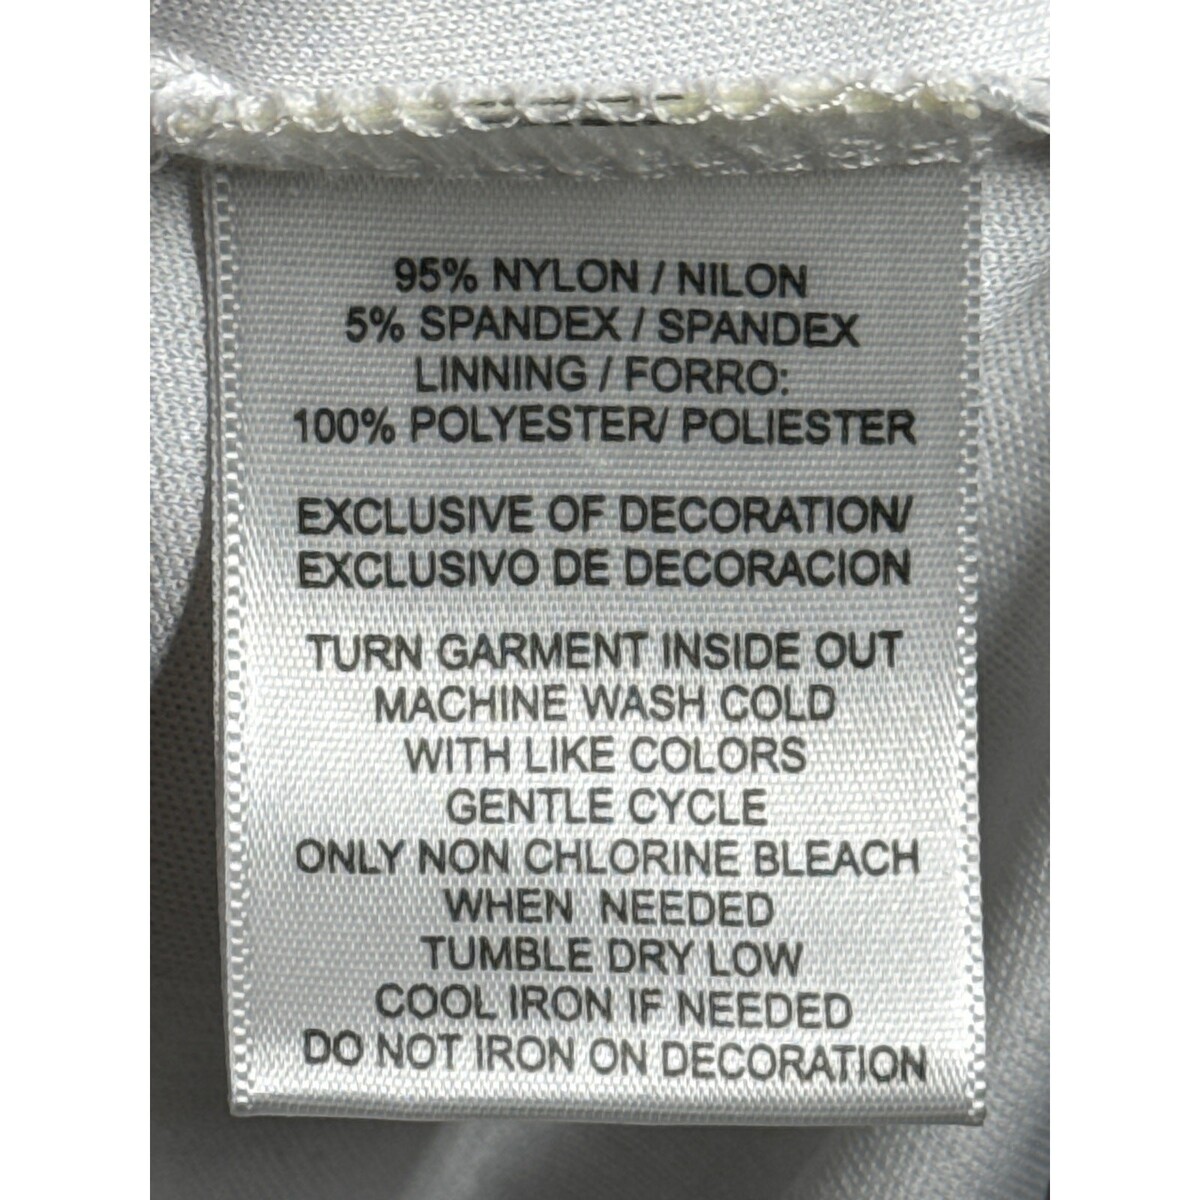 95% NYLON / NILON
5% SPANDEX / SPANDEX
LINNING / FORRO:
100% POLYESTER/ POLIESTER
EXCLUSIVE OF DECORATION/
EXCLUSIVO DE DECORACION
TURN GARMENT INSIDE OUT
MACHINE WASH COLD
WITH LIKE COLORS
GENTLE CYCLE
ONLY NON CHLORINE BLEACH
WHEN NEEDED
TUMBLE DRY LOW
COOL IRON IF NEEDED
DO NOT IRON ON DECORATION